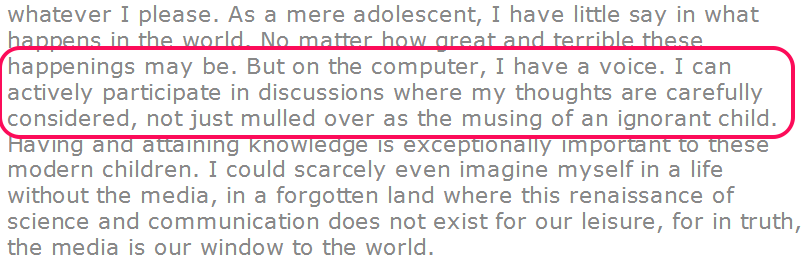 whatever I please. As a mere adolescent, I have little say in what
happens in the world. No matter how great and terrible these
happenings may be. But on the computer, I have a voice. I can
actively participate in discussions where my thoughts are carefully
considered, not just mulled over as the musing of an ignorant child.
Having and attaining knowledge is exceptionally important to these
modern children. I could scarcely even imagine myself in a life
without the media, in a forgotten land where this renaissance of
science and communication does not exist for our leisure, for in truth,
the media is our window to the world.